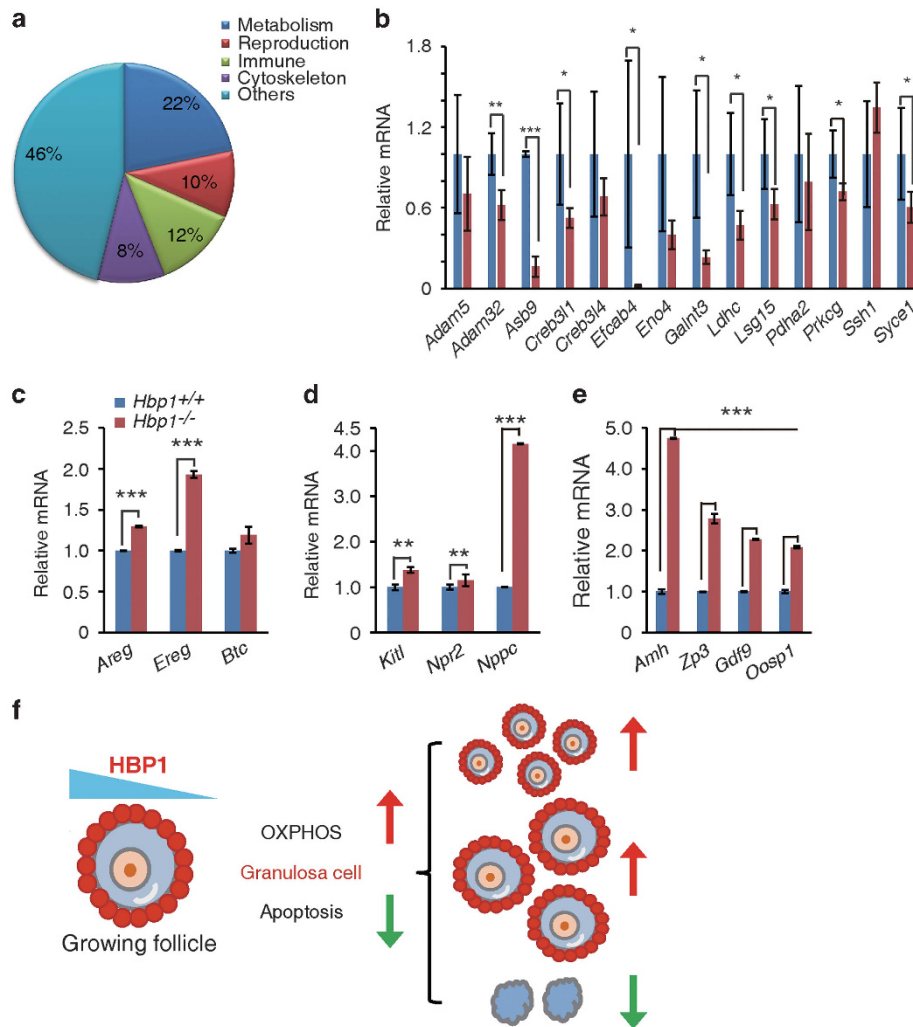 a
Metabolism
Reproduction
Immune
Cytoskeleton
Others
22%
10%
12%
8%
46%
b
Relative mRNA
1.8
1.2
0.6
0
* ** *** * * * * * * *
Adam5 Adam32 Asb9 Creb3l1 Creb3l4 Efcab4 Eno4 Galnt3 Ldhc Lsg15 Pdha2 Prkcg Ssh1 Syce1
c
Hbp1+/+
Hbp1-/-
Relative mRNA
2.5
2.0
1.5
1.0
0.5
0
*** ***
Areg Ereg Btc
d
Relative mRNA
4.5
4.0
2.0
1.0
0
** ** ***
Kitl Npr2 Nppc
e
Relative mRNA
5.0
4.0
3.0
2.0
1.0
0
***
Amh Zp3 Gdf9 Oosp1
f
HBP1
Growing follicle
OXPHOS
Granulosa cell
Apoptosis